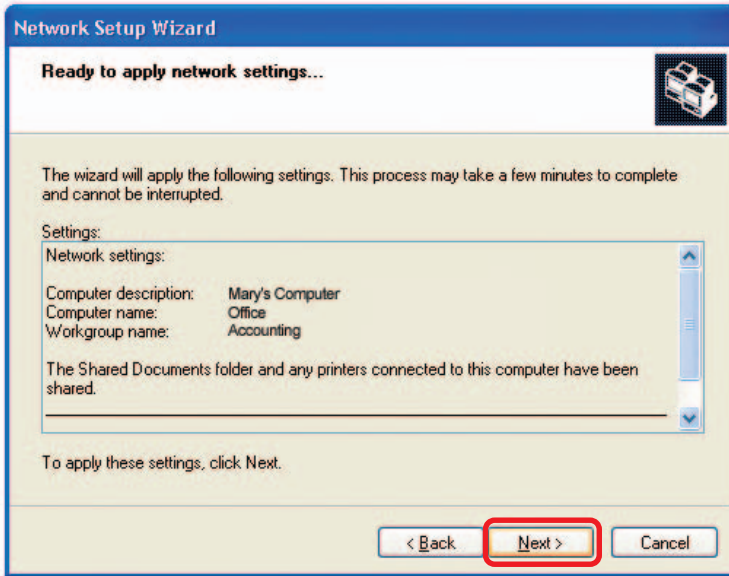 Network Setup Wizard
Ready to apply network settings...
The wizard will apply the following settings. This process may take a few minutes to complete
and cannot be interrupted.
Settings:
Network settings:
Computer description: Mary's Computer
Computer name: Office
Workgroup name: Accounting
The Shared Documents folder and any printers connected to this computer have been
shared.
To apply these settings, click Next.
< Back Next > Cancel